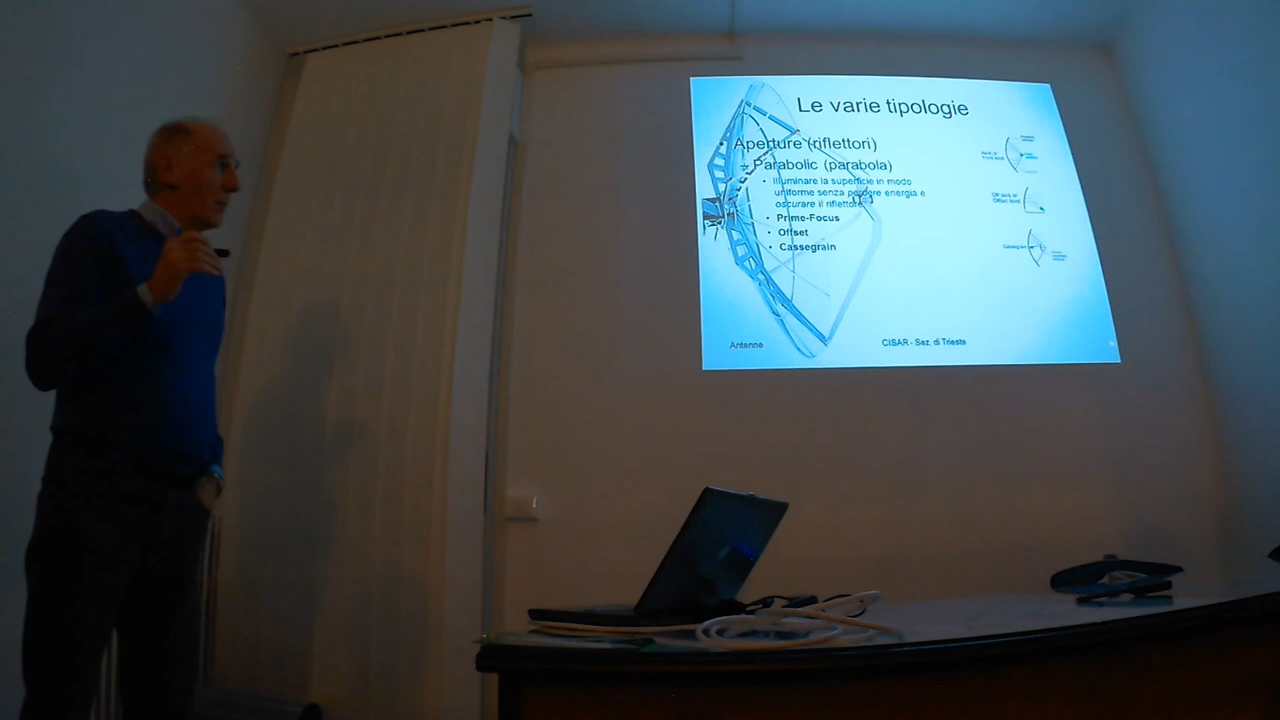 Le varie tipologie
Aperture (riflettori)
– Parabolic (parabola)
• Illuminare la superficie in modo
uniforme senza perdere energia e
oscurare il riflettore
• Prime-Focus
• Offset
• Cassegrain
Cassegrain
Antenne
CISAR - Sez. di Trieste